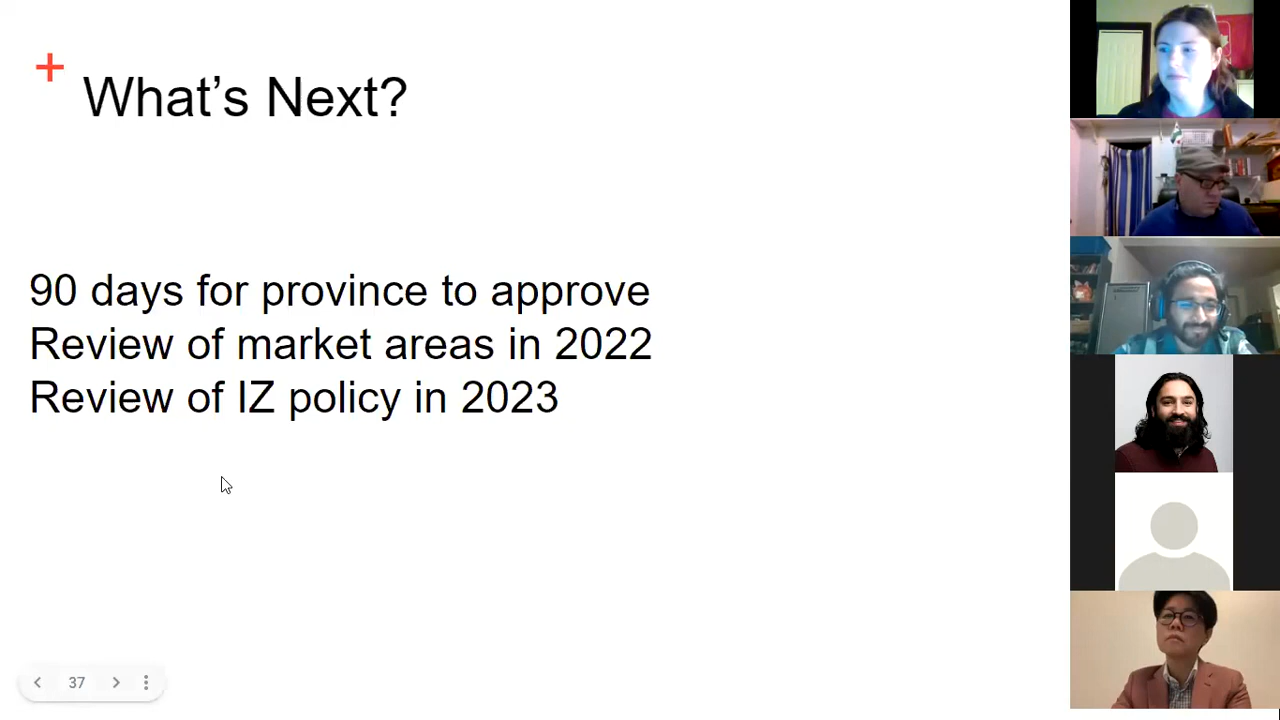 What’s Next?
90 days for province to approve
Review of market areas in 2022
Review of IZ policy in 2023
37